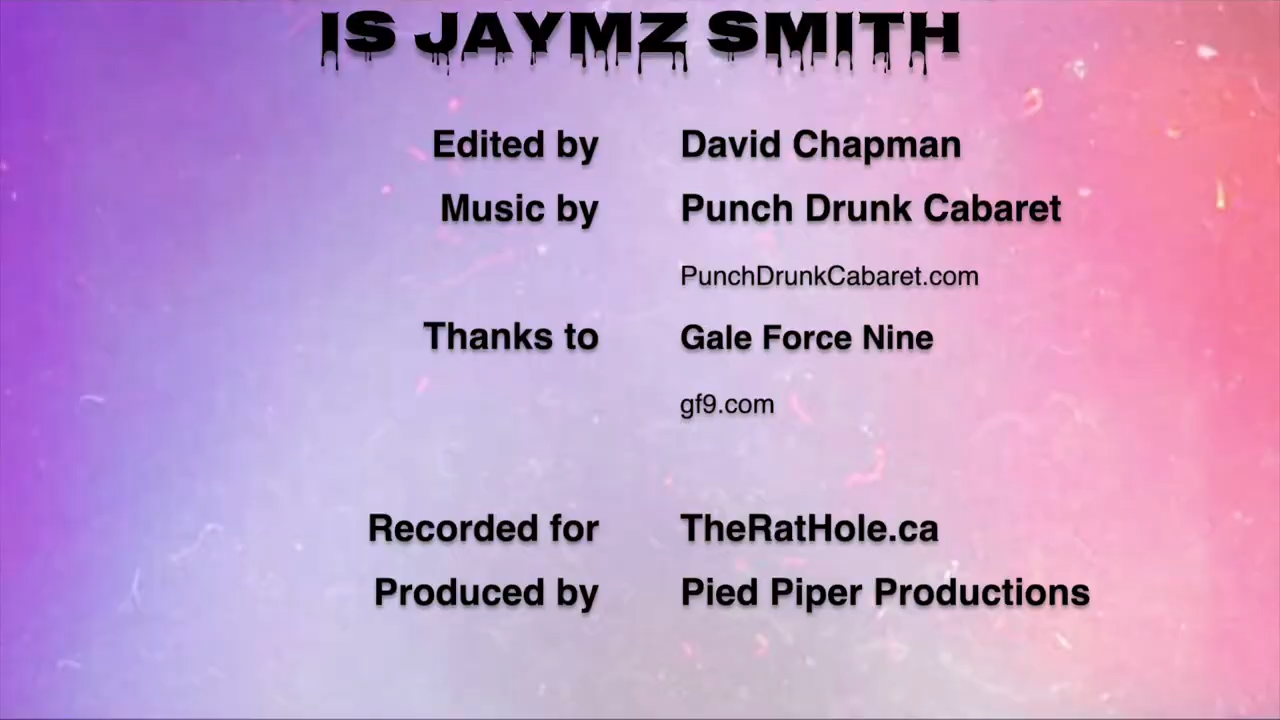 IS JAYMZ SMITH
Edited by David Chapman
Music by Punch Drunk Cabaret
PunchDrunkCabaret.com
Thanks to Gale Force Nine
gf9.com
Recorded for TheRatHole.ca
Produced by Pied Piper Productions